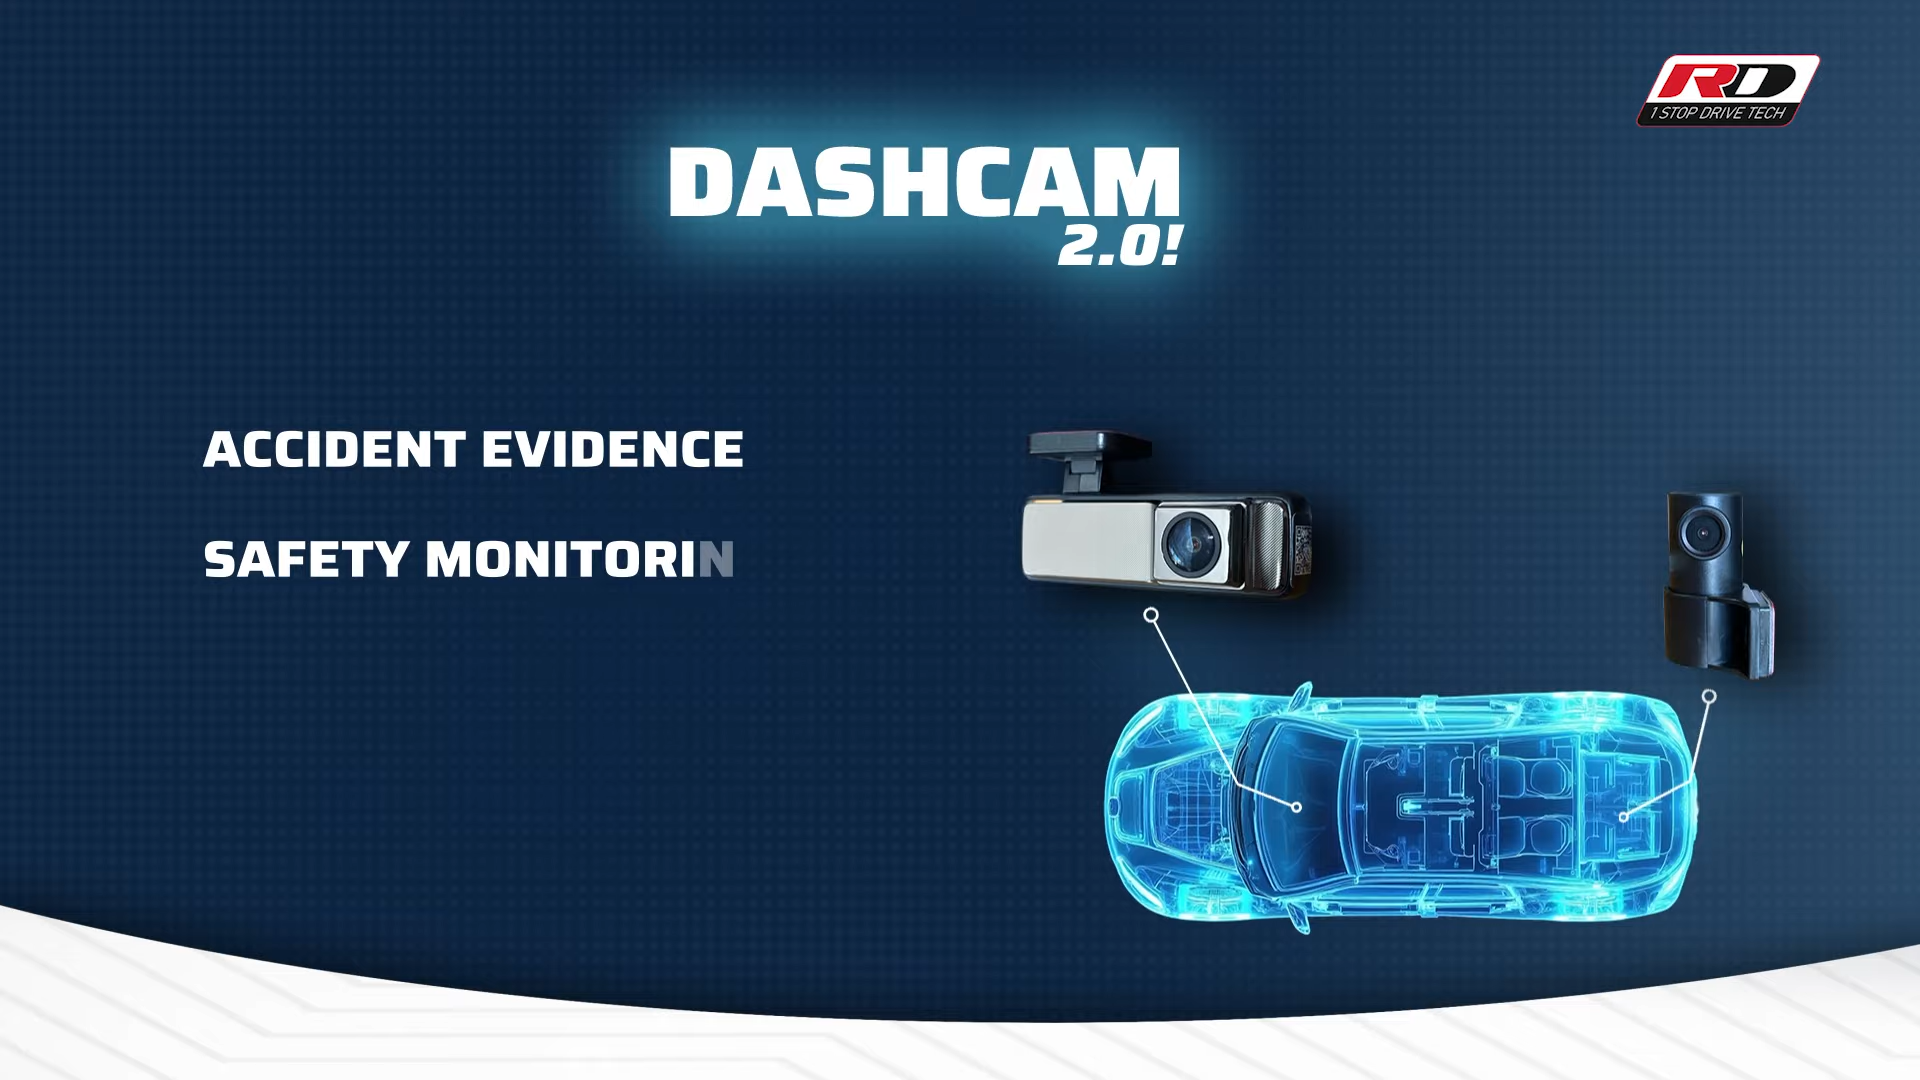 RD
1 STOP DRIVE TECH
DASHCAM
2.0!
ACCIDENT EVIDENCE
SAFETY MONITORIN